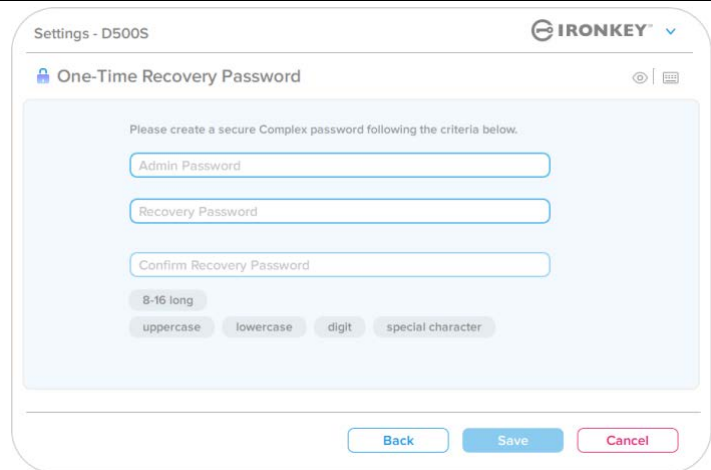 Settings - D500S
IRONKEY™
One-Time Recovery Password
Please create a secure Complex password following the criteria below.
Admin Password
Recovery Password
Confirm Recovery Password
8-16 long
uppercase lowercase digit special character
Back Save Cancel